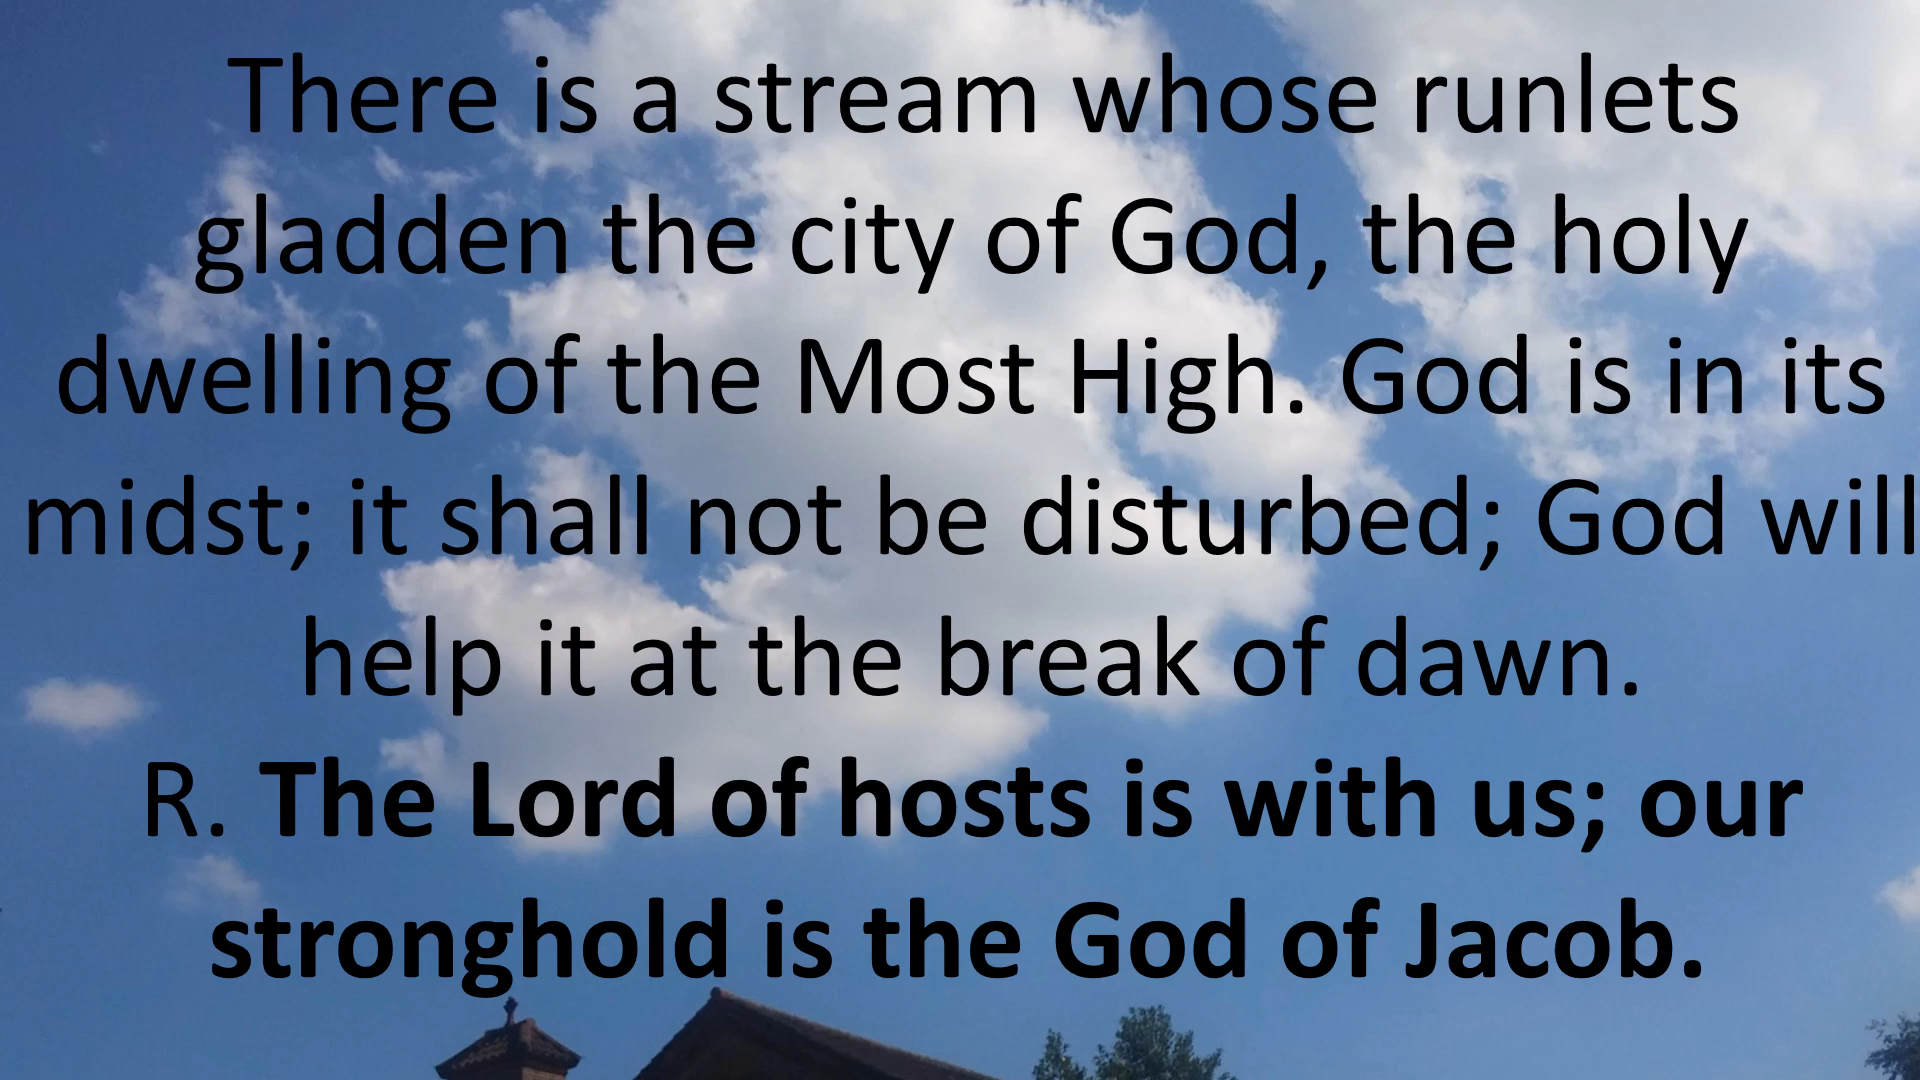 There is a stream whose runlets
gladden the city of God, the holy
dwelling of the Most High. God is in its
midst; it shall not be disturbed; God will
help it at the break of dawn.
R. The Lord of hosts is with us; our
stronghold is the God of Jacob.